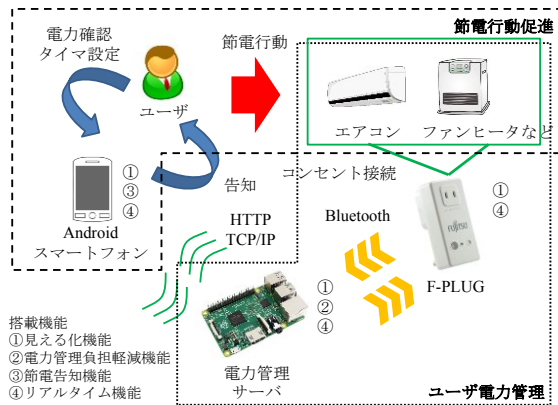 節電行動促進
電力確認
タイマ設定
節電行動
ユーザ
エアコン
ファンヒータなど
告知
コンセント接続
①
③
④
Android
スマートフォン
HTTP
TCP/IP
Bluetooth
①
④
FUJITSU
F-PLUG
①
②
④
電力管理
サーバ
搭載機能
①見える化機能
②電力管理負担軽減機能
③節電告知機能
④リアルタイム機能
ユーザ電力管理